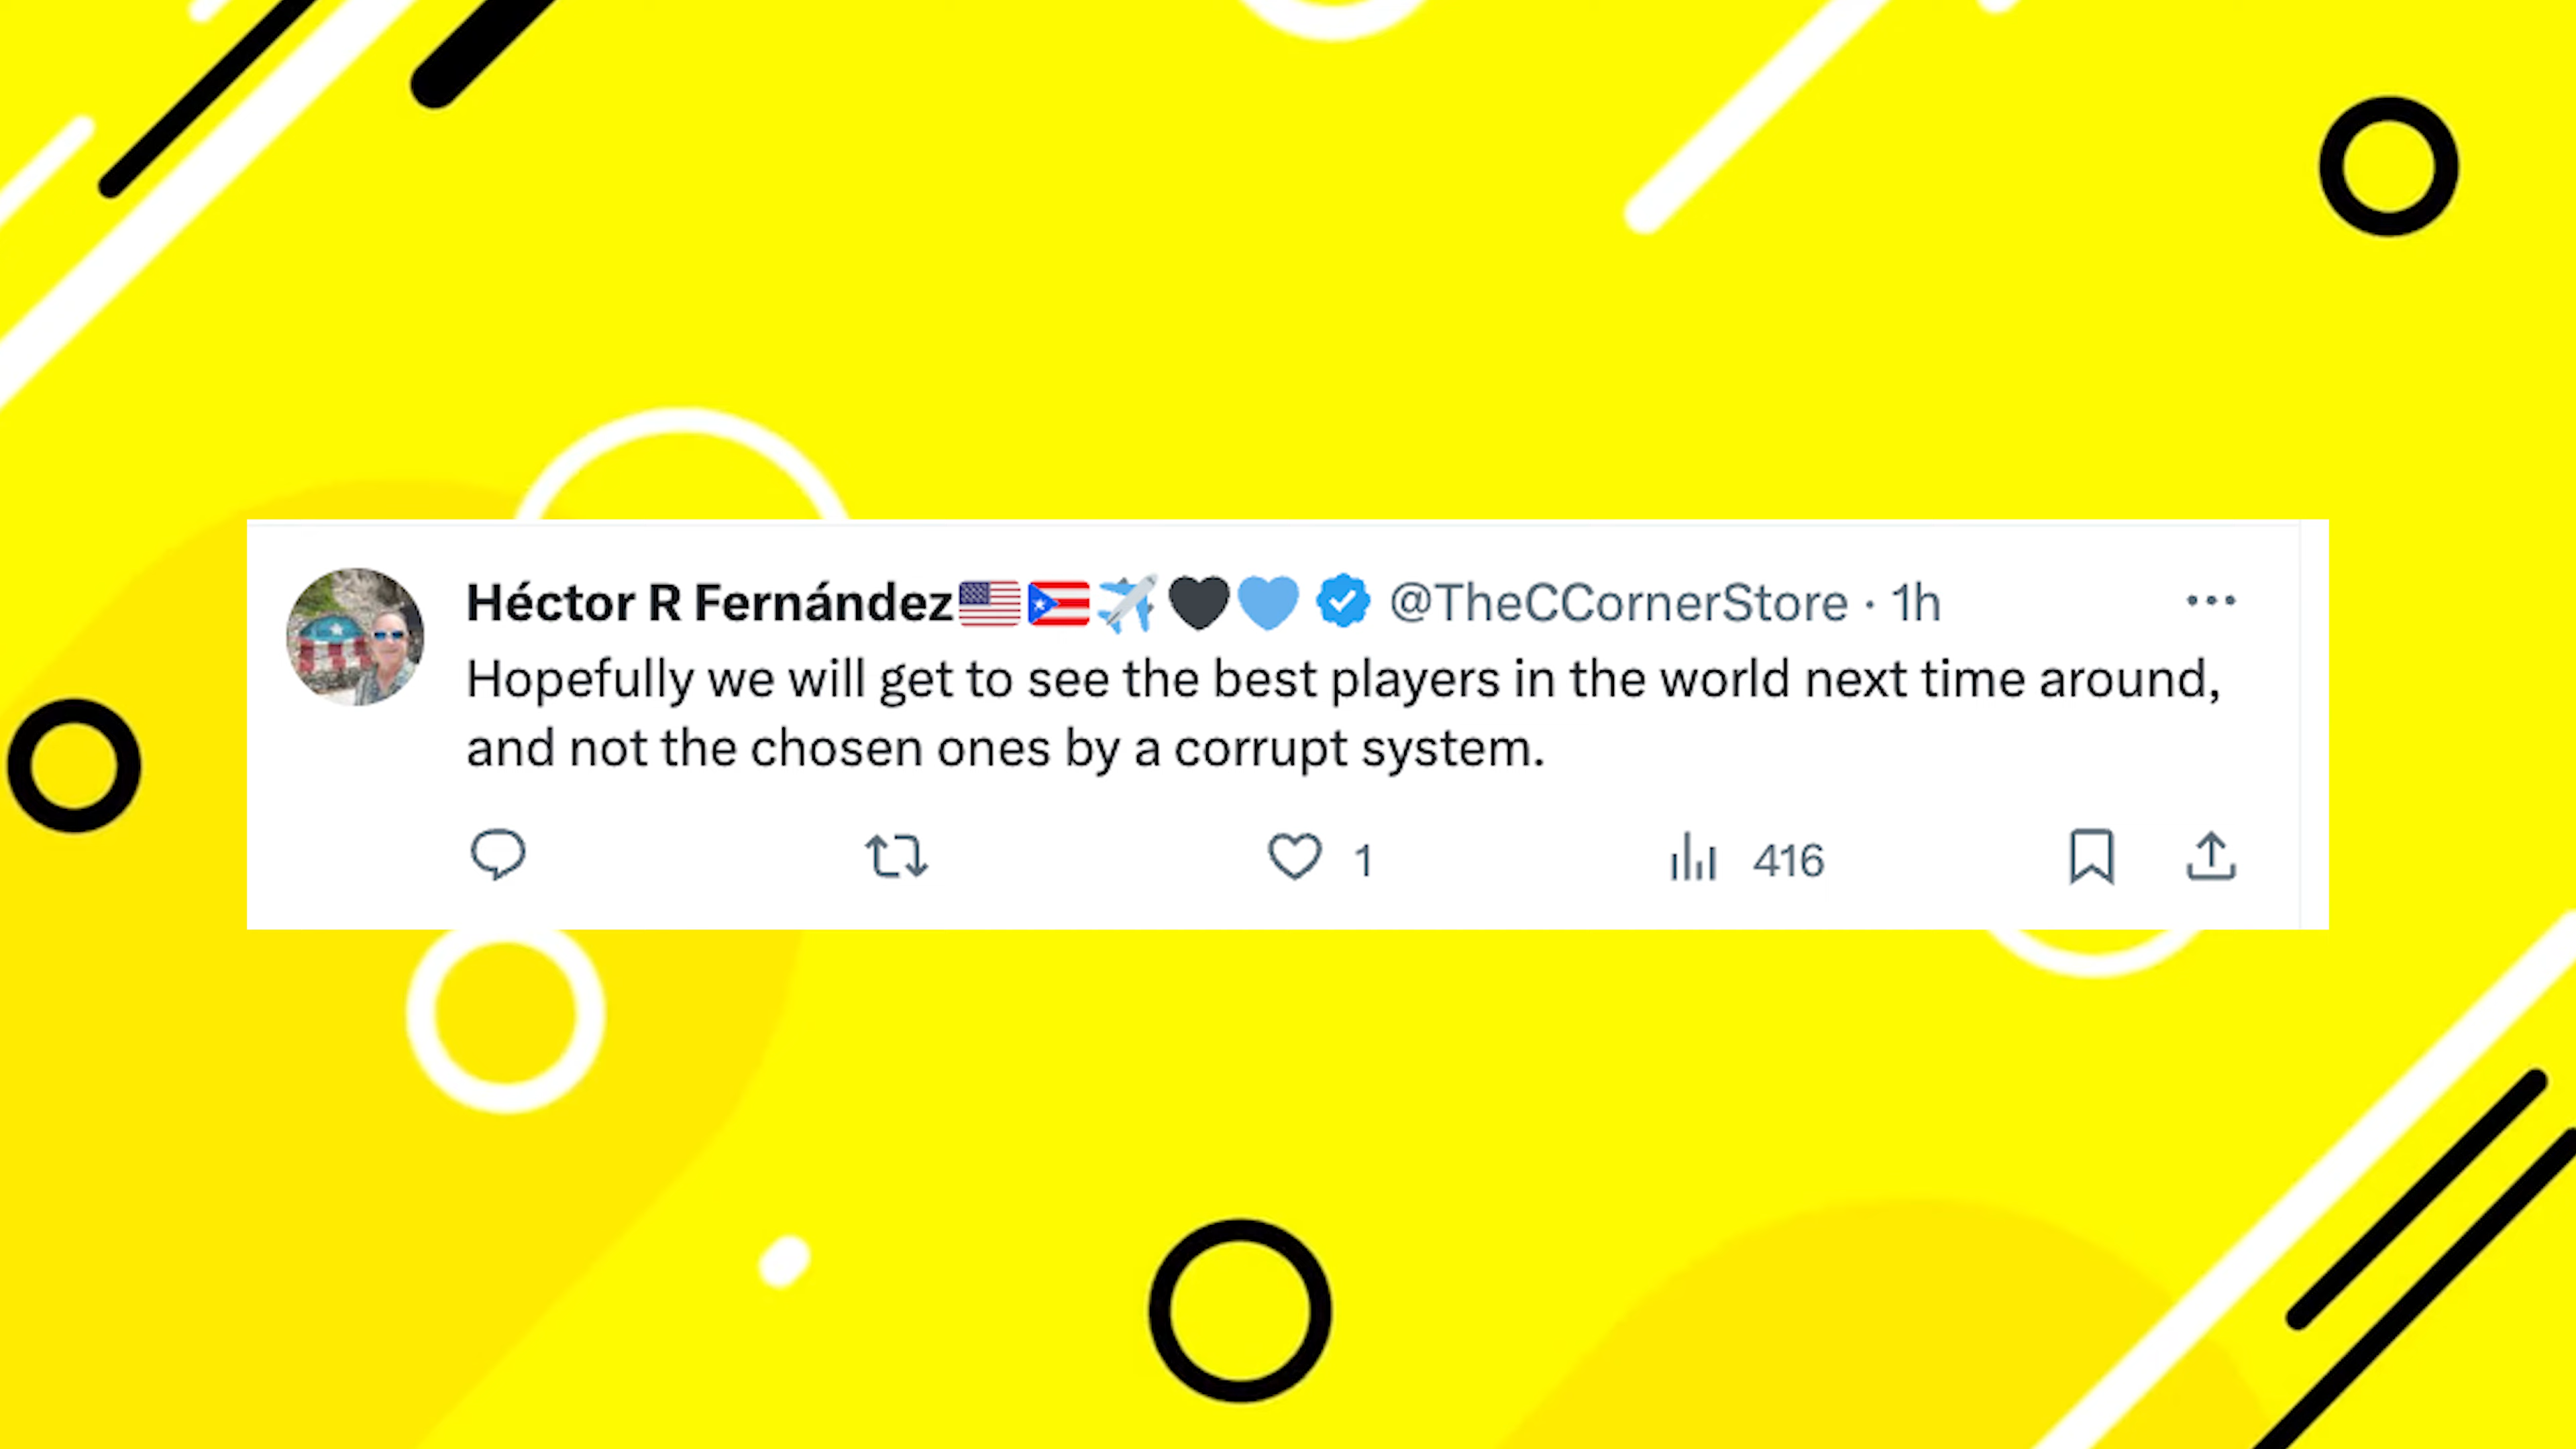 Héctor R Fernández🇺🇸🇵🇷✈️🖤💙 @TheCCornerStore · 1h
Hopefully we will get to see the best players in the world next time around,
and not the chosen ones by a corrupt system.
1 416